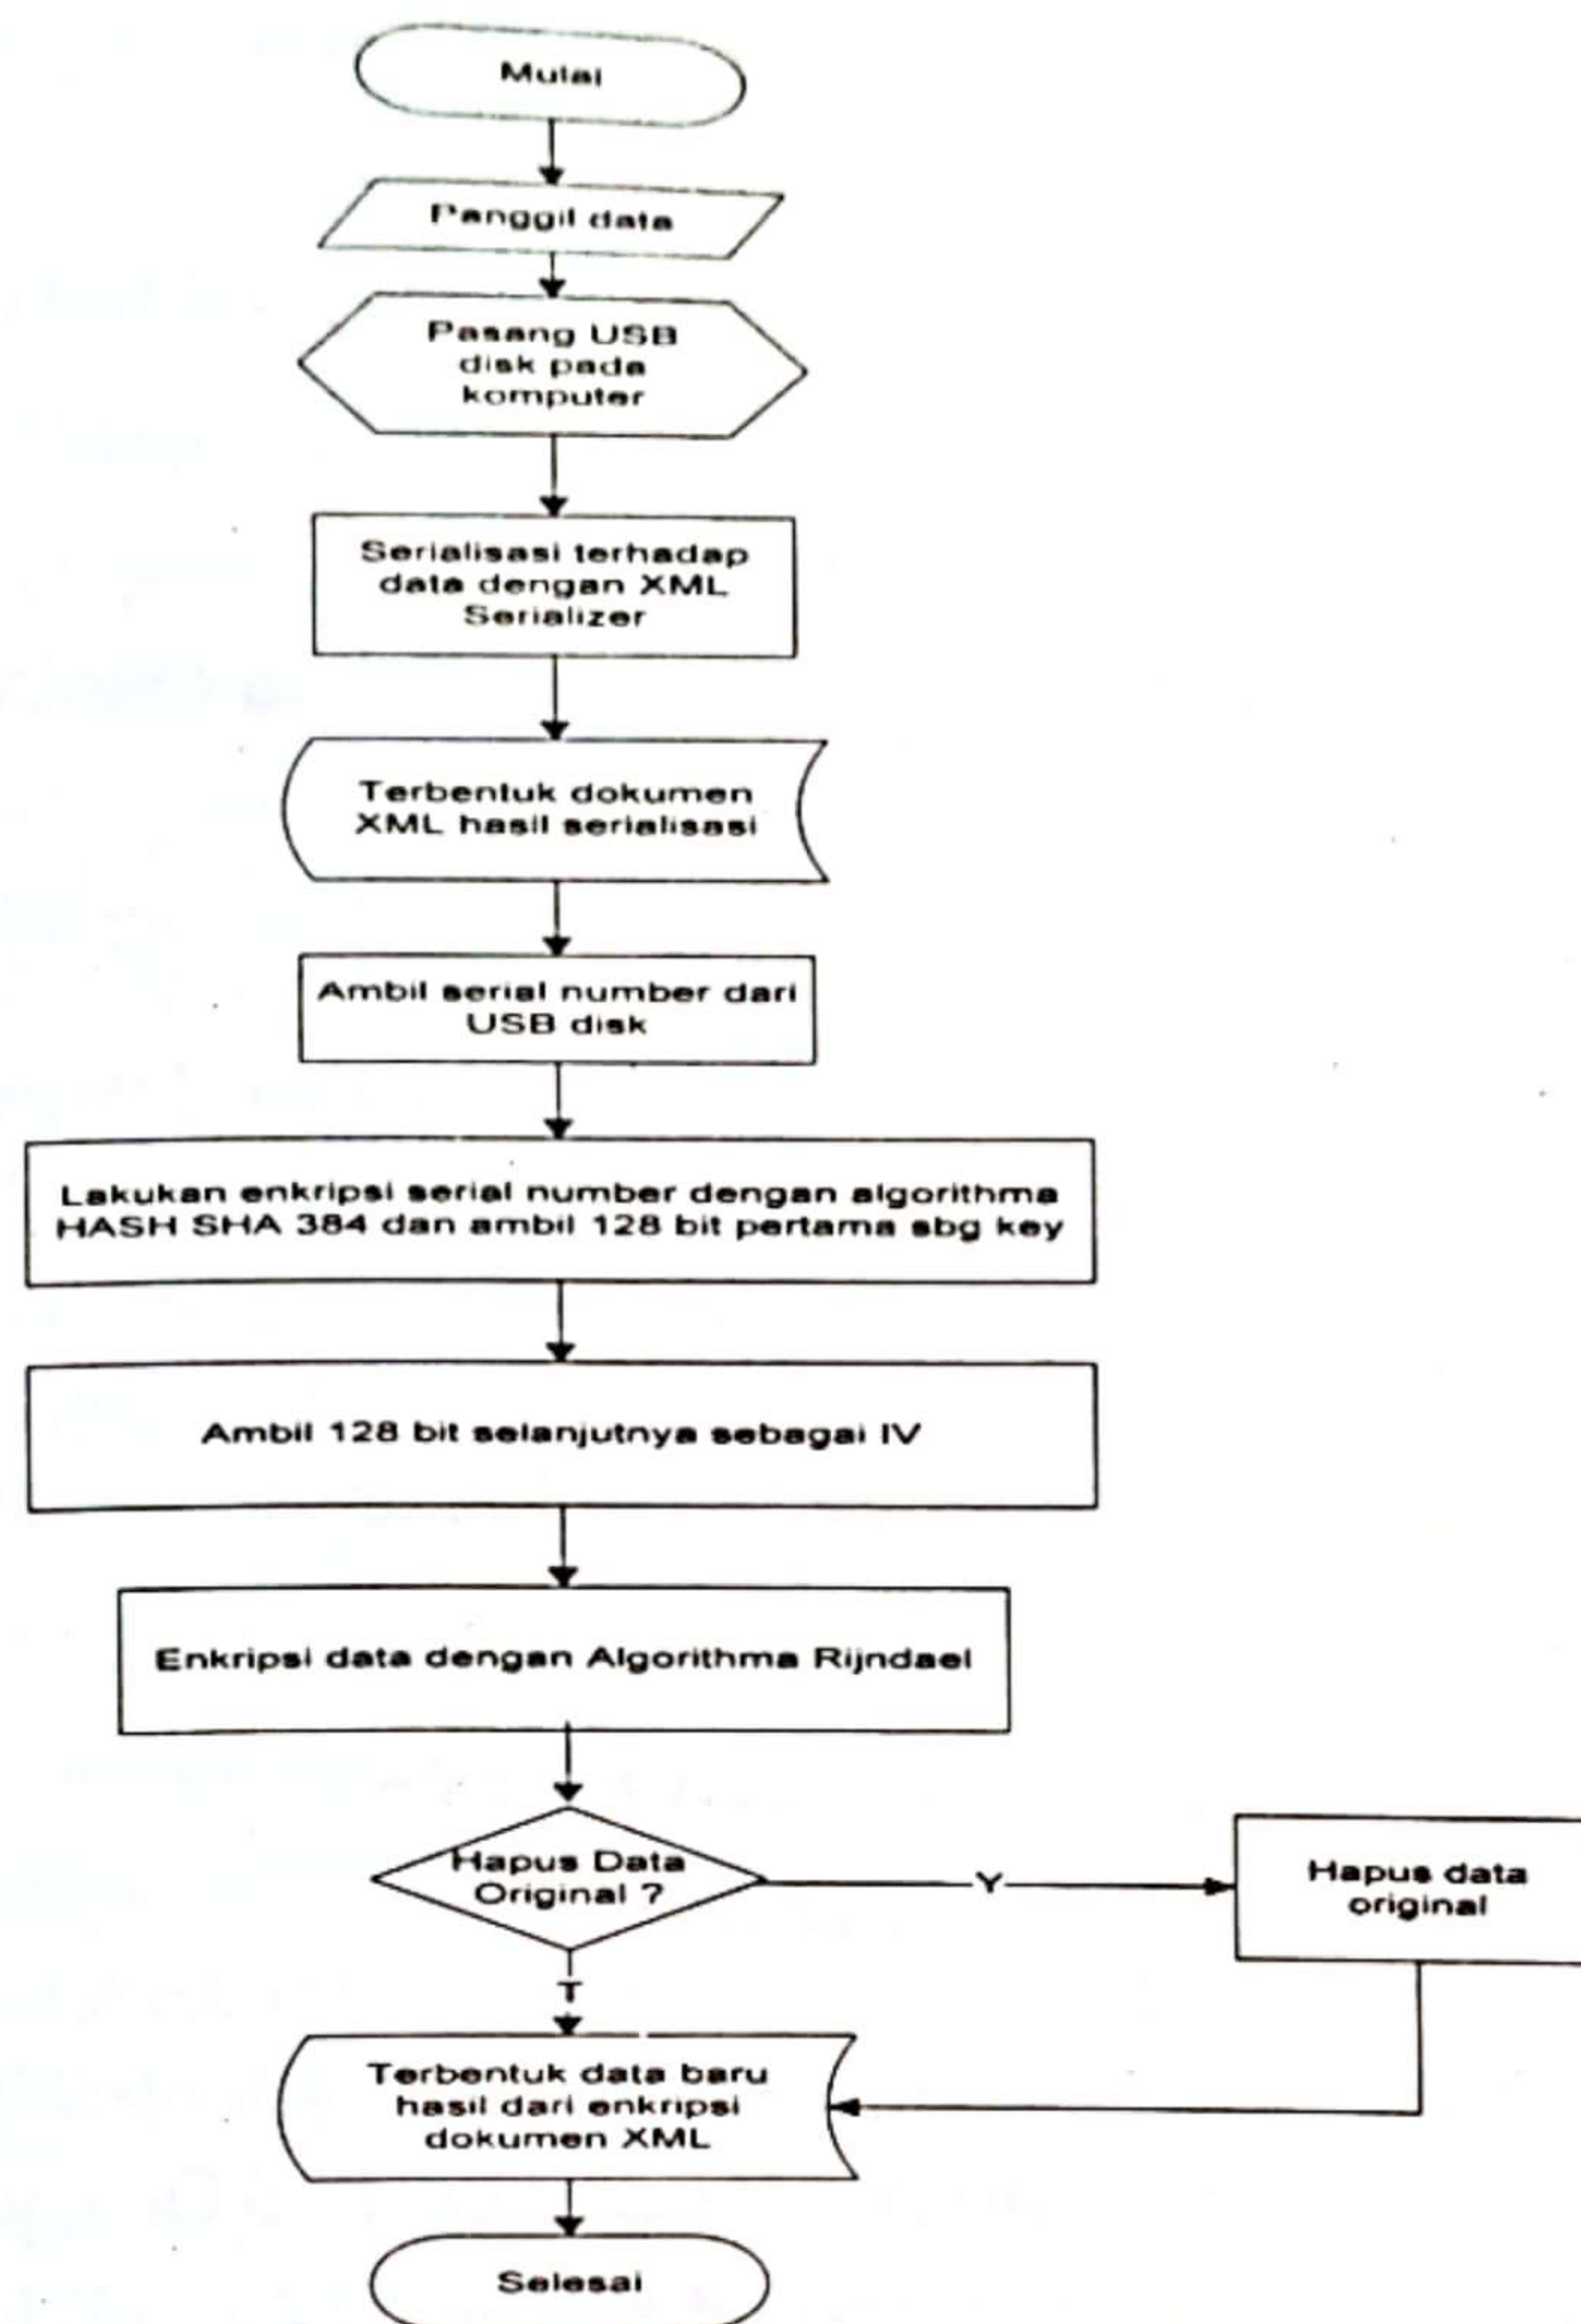 Mulai
Panggil data
Pasang USB
disk pada
komputer
Serialisasi terhadap
data dengan XML
Serializer
Terbentuk dokumen
XML hasil serialisasi
Ambil serial number dari
USB disk
Lakukan enkripsi serial number dengan algorithma
HASH SHA 384 dan ambil 128 bit pertama sbg key
Ambil 128 bit selanjutnya sebagai IV
Enkripsi data dengan Algorithma Rijndael
Hapus Data
Original ?
Y
Hapus data
original
T
Terbentuk data baru
hasil dari enkripsi
dokumen XML
Selesai